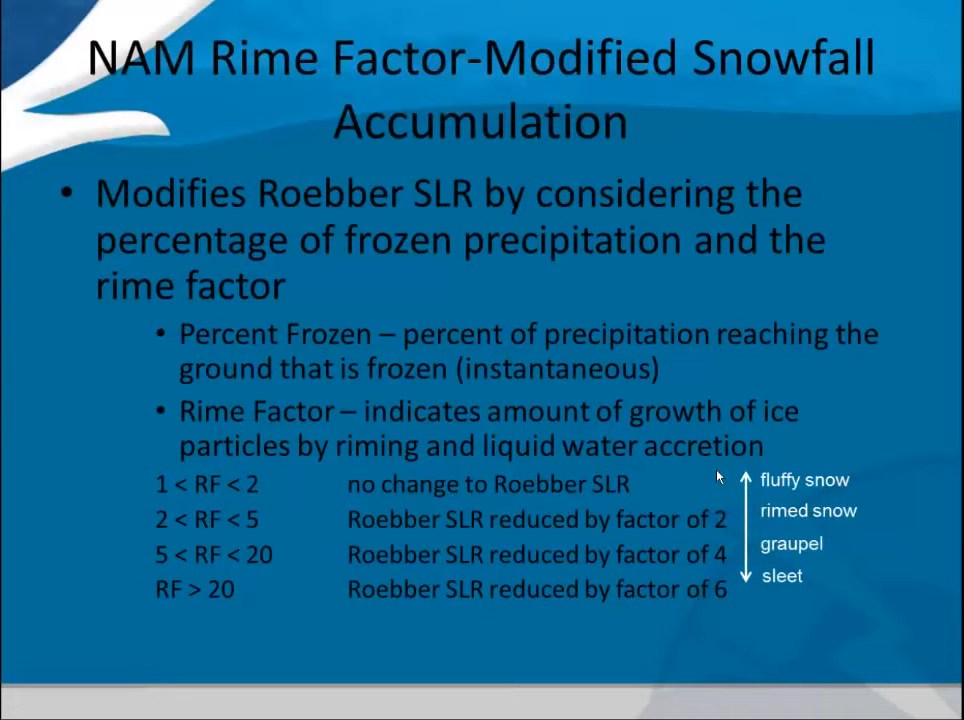 NAM Rime Factor-Modified Snowfall
Accumulation
• Modifies Roebber SLR by considering the
percentage of frozen precipitation and the
rime factor
• Percent Frozen – percent of precipitation reaching the
ground that is frozen (instantaneous)
• Rime Factor – indicates amount of growth of ice
particles by riming and liquid water accretion
1 < RF < 2 no change to Roebber SLR fluffy snow
2 < RF < 5 Roebber SLR reduced by factor of 2 rimed snow
5 < RF < 20 Roebber SLR reduced by factor of 4 graupel
RF > 20 Roebber SLR reduced by factor of 6 sleet